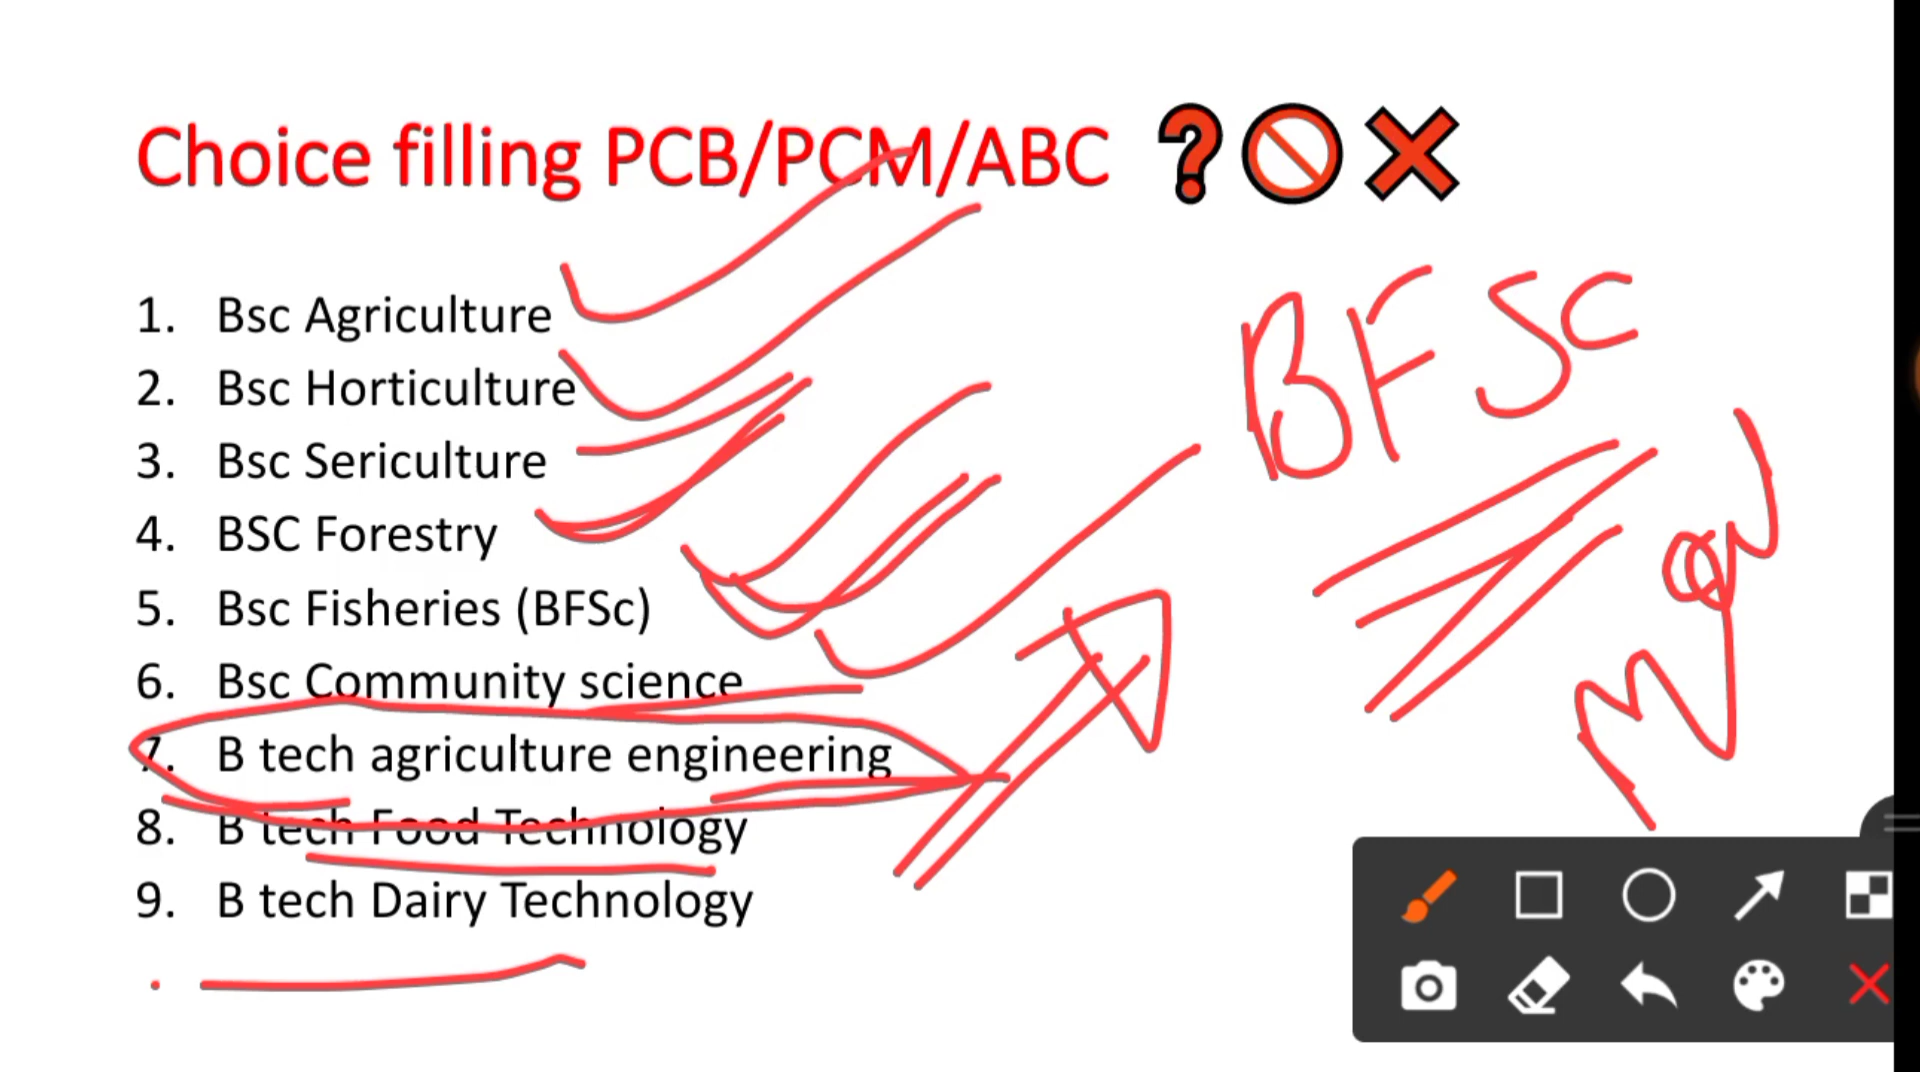 Choice filling PCB/PCM/ABC ❓🚫❌
1. Bsc Agriculture
2. Bsc Horticulture
3. Bsc Sericulture
4. BSC Forestry
5. Bsc Fisheries (BFSc)
6. Bsc Community science
7. B tech agriculture engineering
8. B tech Food Technology
9. B tech Dairy Technology
BFSc